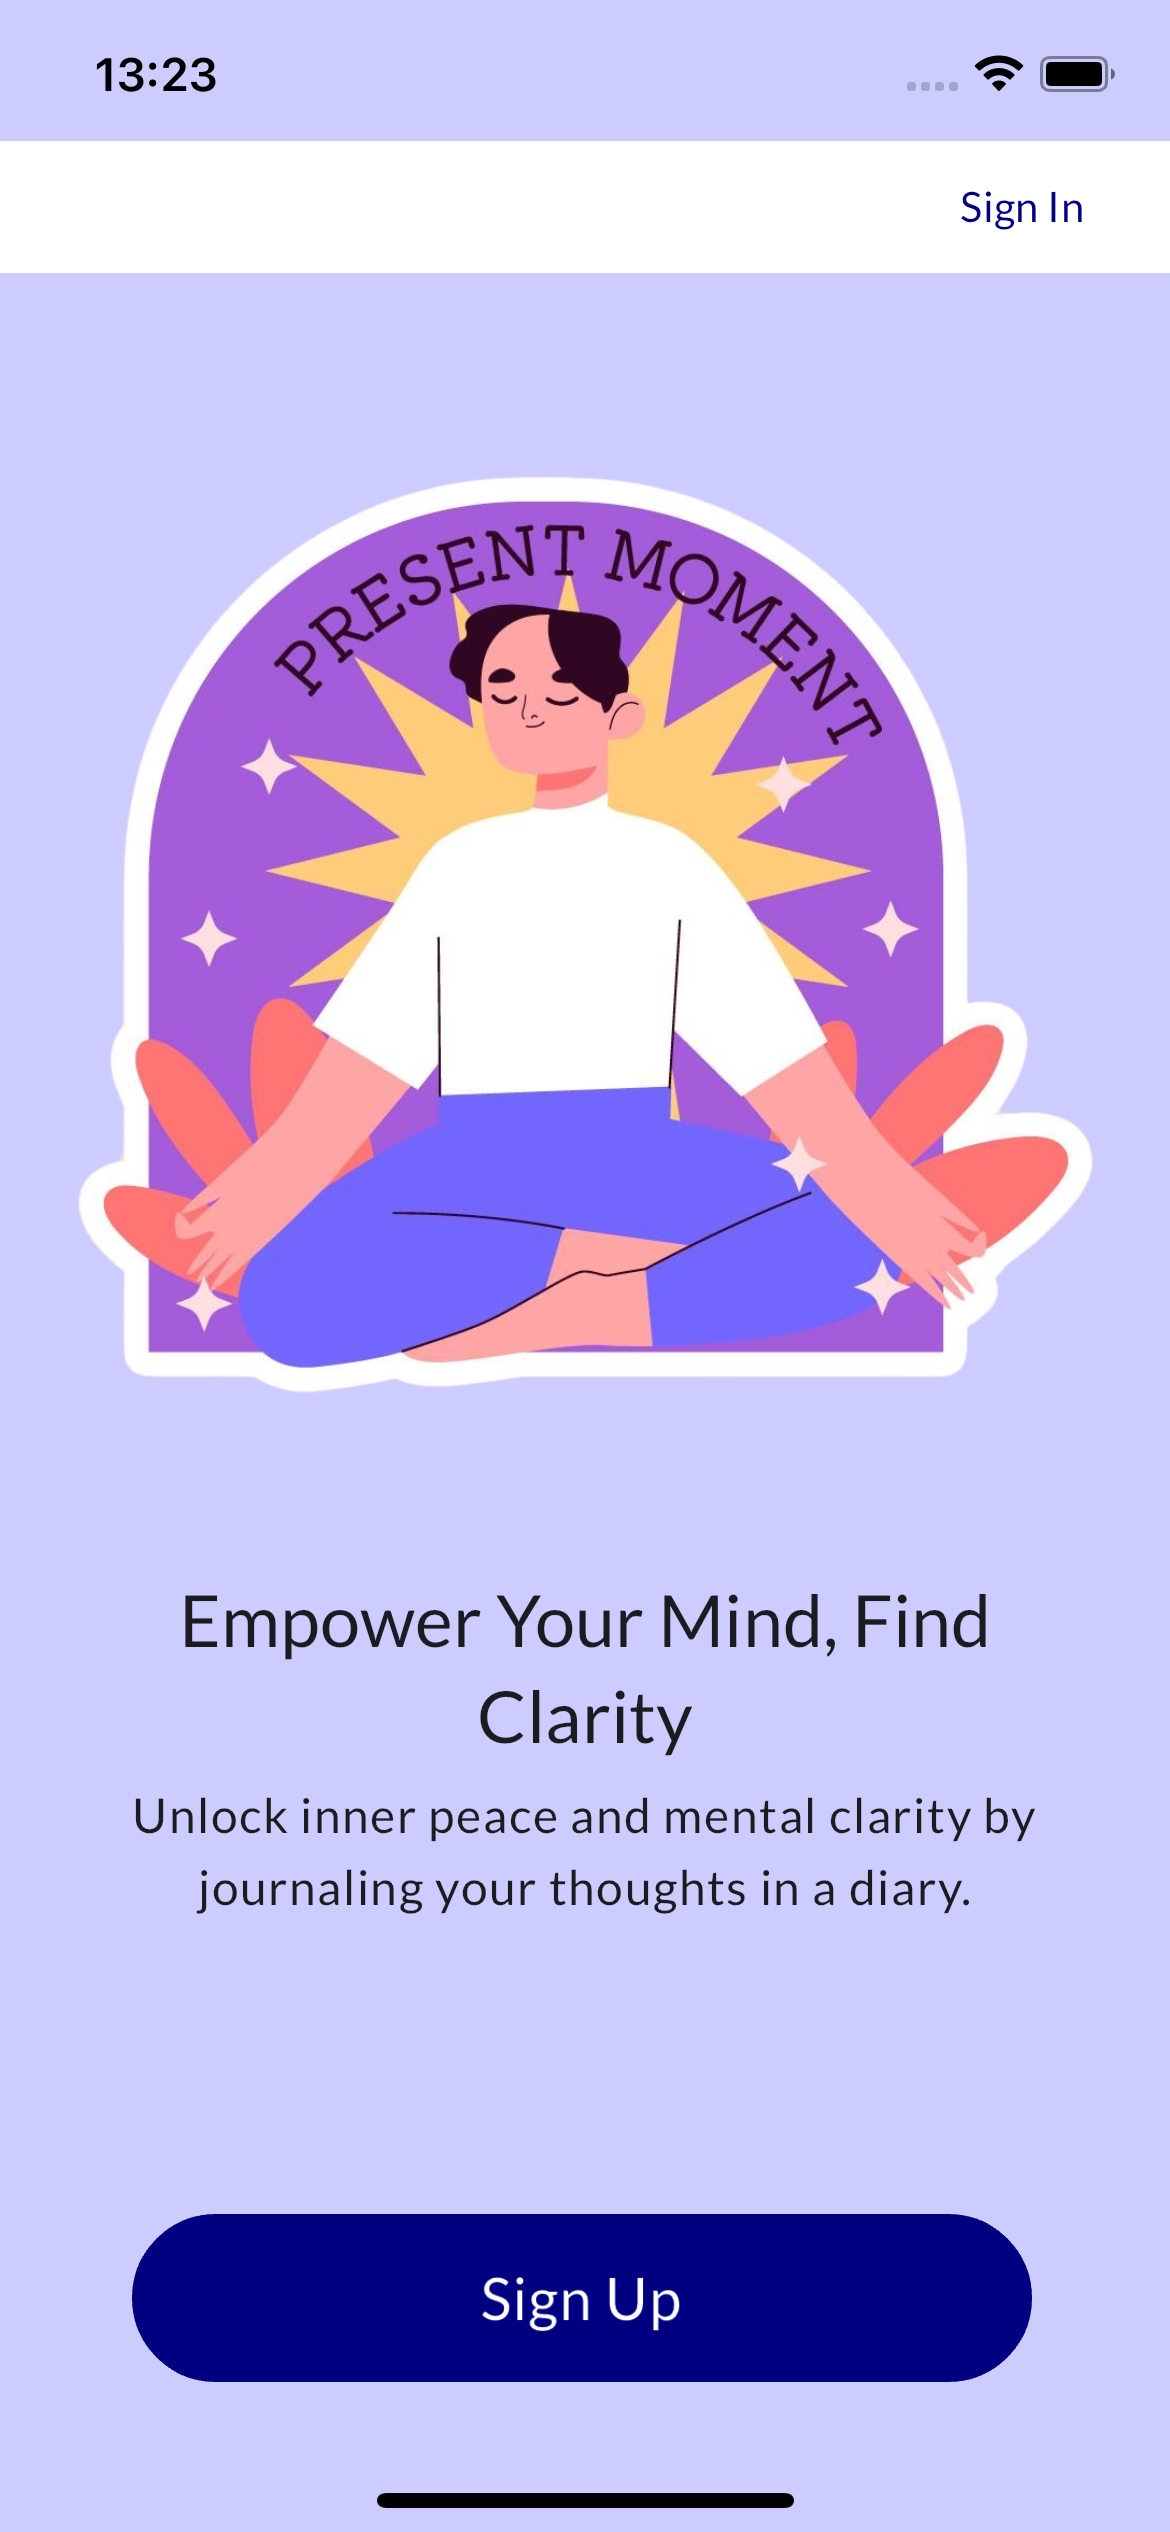 13:23
Sign In
PRESENT MOMENT
Empower Your Mind, Find
Clarity
Unlock inner peace and mental clarity by
journaling your thoughts in a diary.
Sign Up